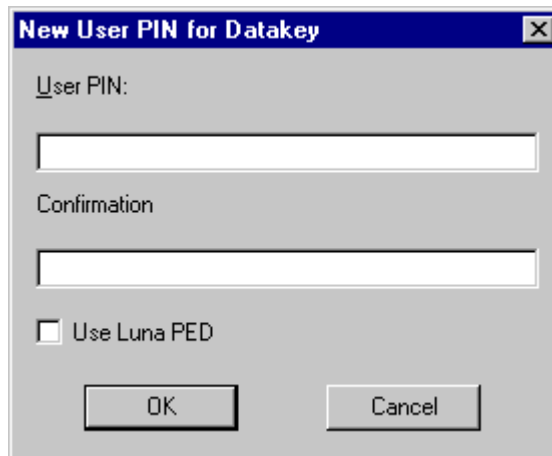 New User PIN for Datakey
User PIN:
Confirmation
Use Luna PED
OK Cancel